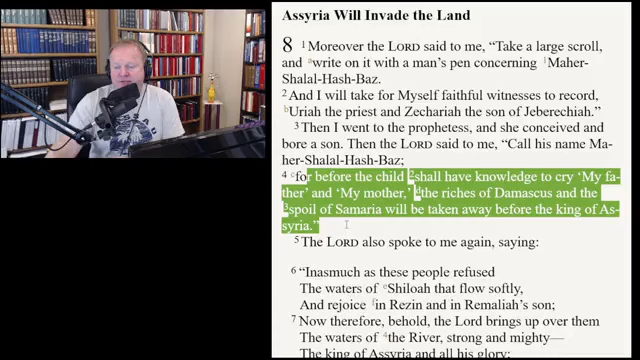 Assyria Will Invade the Land
8 1 Moreover the LORD said to me, “Take a large scroll,
and a write on it with a man’s pen concerning 1 Maher-
Shalal-Hash-Baz.
2 And I will take for Myself faithful witnesses to record,
b Uriah the priest and Zechariah the son of Jeberechiah.”
3 Then I went to the prophetess, and she conceived and
bore a son. Then the LORD said to me, “Call his name Ma-
her-Shalal-Hash-Baz;
4 c for before the child 2 shall have knowledge to cry ‘My fa-
ther’ and ‘My mother,’ d the riches of Damascus and the
3 spoil of Samaria will be taken away before the king of As-
syria.”
5 The LORD also spoke to me again, saying:
6 “Inasmuch as these people refused
The waters of e Shiloah that flow softly,
And rejoice f in Rezin and in Remaliah’s son;
7 Now therefore, behold, the Lord brings up over them
The waters of 4 the River, strong and mighty—
The king of Assyria and all his glory;